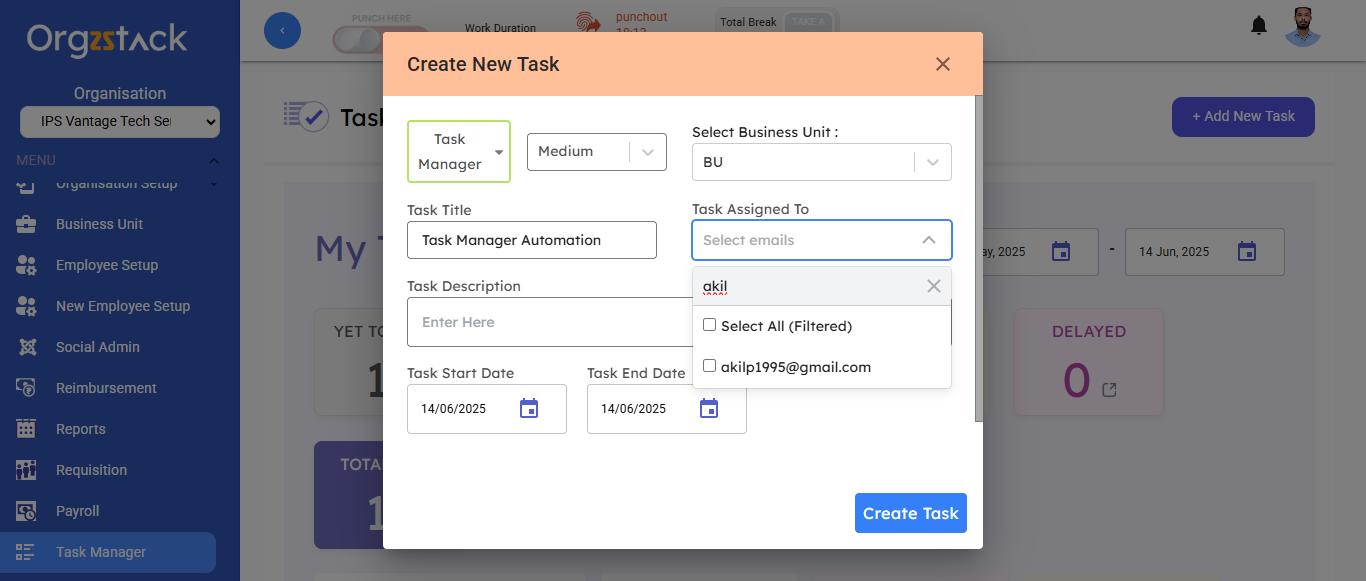 Orgzstack
Organisation
IPS Vantage Tech Ser
MENU
Organisation Setup
Business Unit
Employee Setup
New Employee Setup
Social Admin
Reimbursement
Reports
Requisition
Payroll
Task Manager
PUNCH HERE
Work Duration
punchout
Total Break
TAKE A
+ Add New Task
My
ay, 2025
-
14 Jun, 2025
YET TO
1
DELAYED
0
TOTA
1
Create New Task
Task
Manager
Medium
Select Business Unit :
BU
Task Title
Task Manager Automation
Task Assigned To
Select emails
akil
Select All (Filtered)
akilp1995@gmail.com
Task Description
Enter Here
Task Start Date
14/06/2025
Task End Date
14/06/2025
Create Task